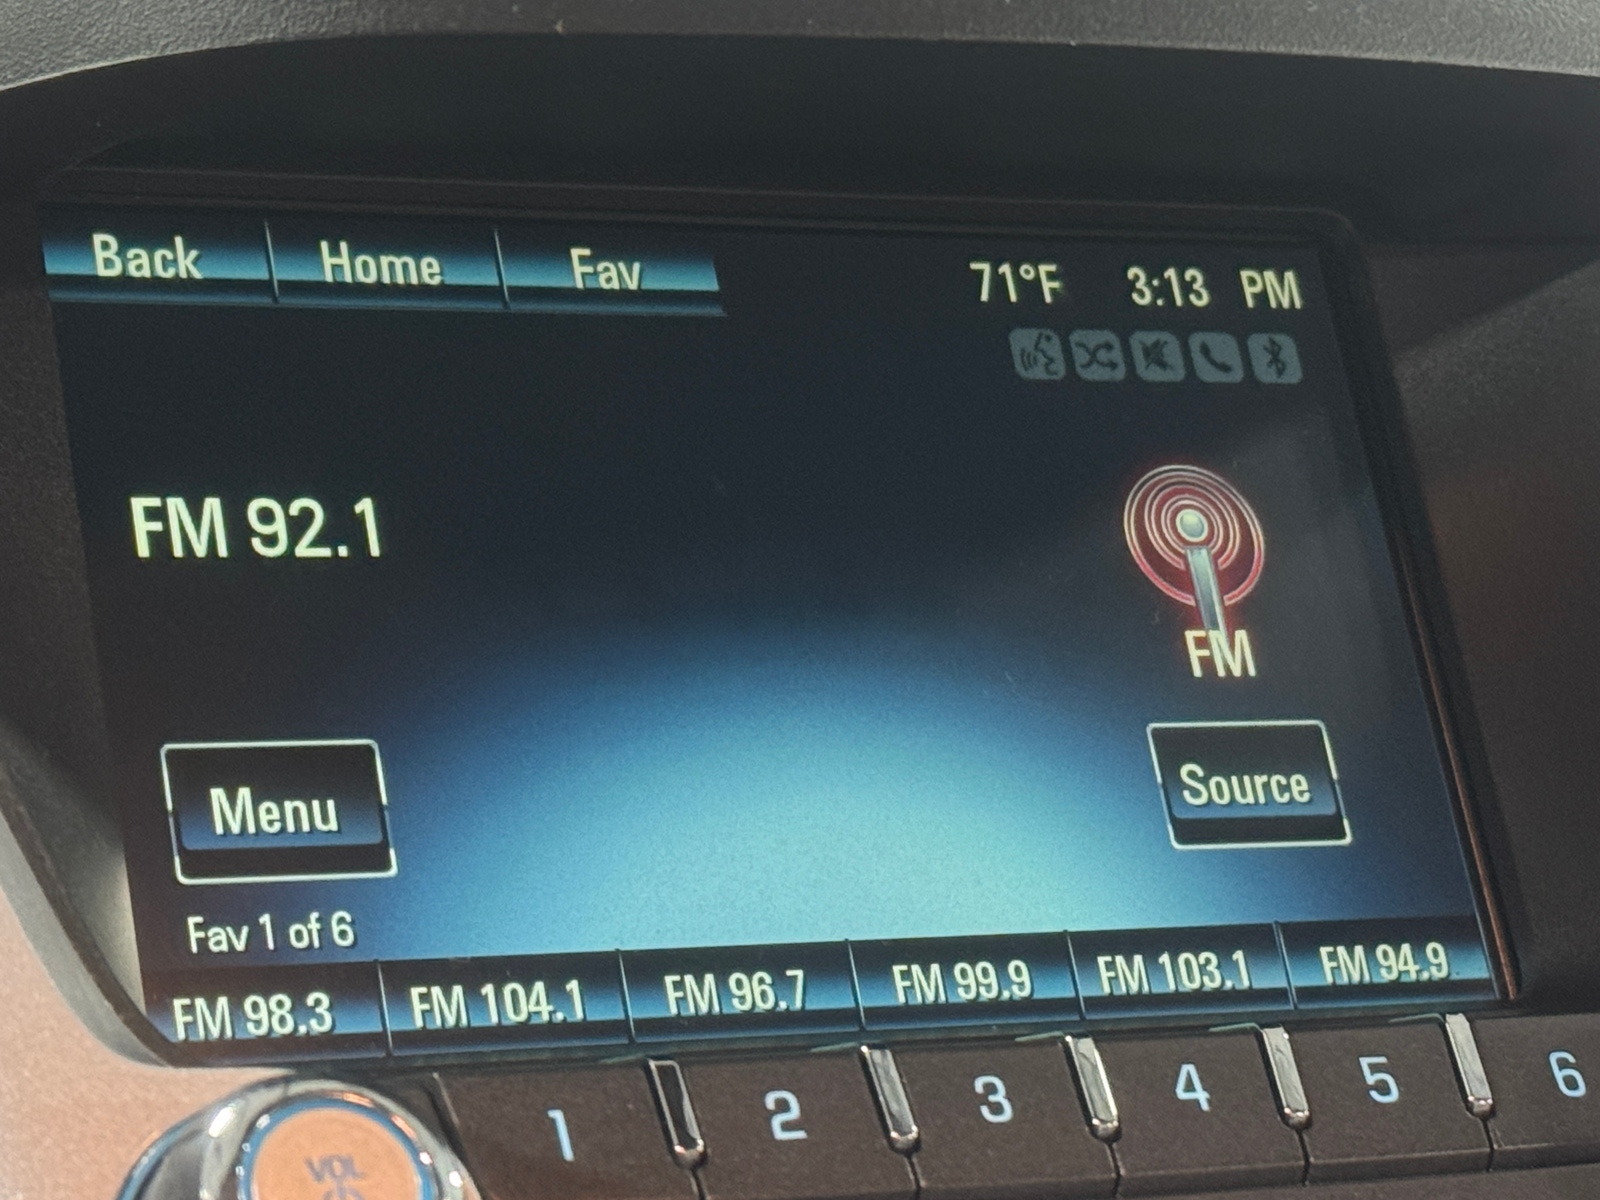 Back Home Fav
71°F 3:13 PM
FM 92.1
FM
Menu
Source
Fav 1 of 6
FM 98.3 FM 104.1 FM 96.7 FM 99.9 FM 103.1 FM 94.9
1 2 3 4 5 6
VOL